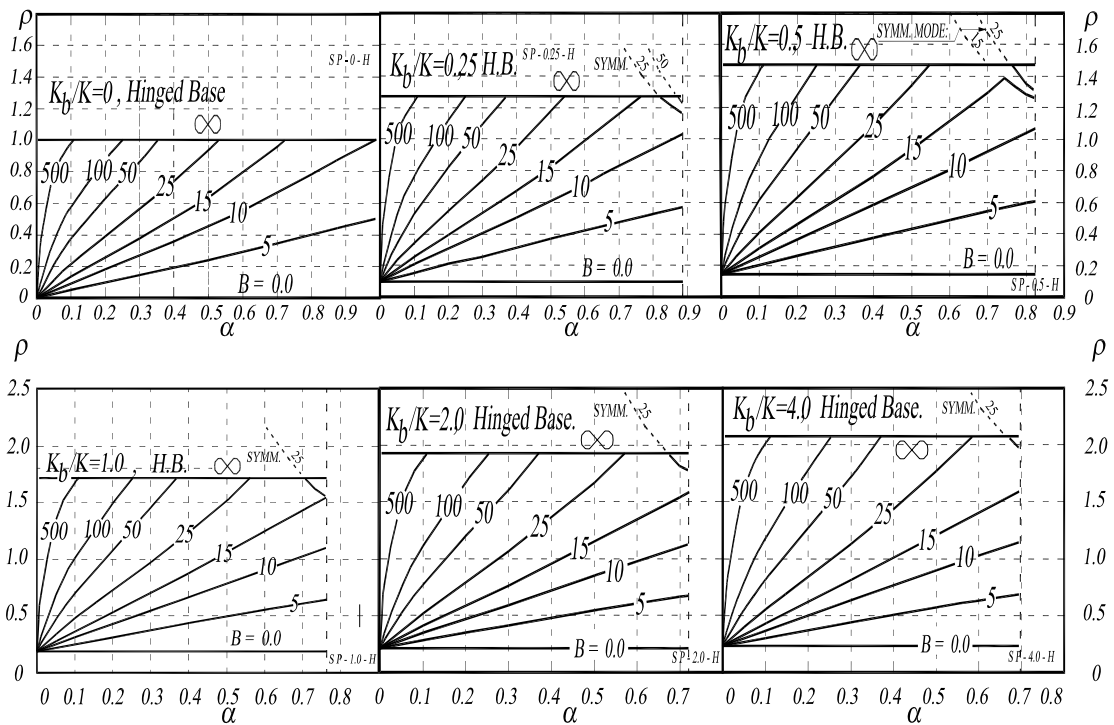 ρ
1.6
1.4
1.2
1.0
0.8
0.6
0.4
0.2
0
SP-0-H
K_b/K=0 , Hinged Base
∞
500
100
50
25
15
10
5
B = 0.0
0 0.1 0.2 0.3 0.4 0.5 0.6 0.7 0.8 0.9
α
K_b/K=0,25 H.B.
SP-0.25-H
SYMM.
25
50
∞
500
100
50
25
15
10
5
B = 0.0
0 0.1 0.2 0.3 0.4 0.5 0.6 0.7 0.8 0.9
α
K_b/K=0,5 H.B.
SYMM. MODE:
15
25
∞
500
100
50
25
15
10
5
B = 0.0
SP-0.5-H
0 0.1 0.2 0.3 0.4 0.5 0.6 0.7 0.8 0.9
α
ρ
1.6
1.4
1.2
1.0
0.8
0.6
0.4
0.2
0
ρ
2.5
2.0
1.5
1.0
0.5
0
K_b/K=1.0 , H.B.
∞
SYMM.
25
500
100
50
25
15
10
5
B = 0.0
SP-1.0-H
0 0.1 0.2 0.3 0.4 0.5 0.6 0.7 0.8
α
K_b/K=2.0 Hinged Base.
SYMM.
25
∞
500
100
50
25
15
10
5
B = 0.0
SP-2.0-H
0 0.1 0.2 0.3 0.4 0.5 0.6 0.7
α
K_b/K=4.0 Hinged Base.
SYMM.
25
∞
500
100
50
25
15
10
5
B = 0.0
SP-4.0-H
0 0.1 0.2 0.3 0.4 0.5 0.6 0.7 0.8
α
ρ
2.5
2.0
1.5
1.0
0.5
0